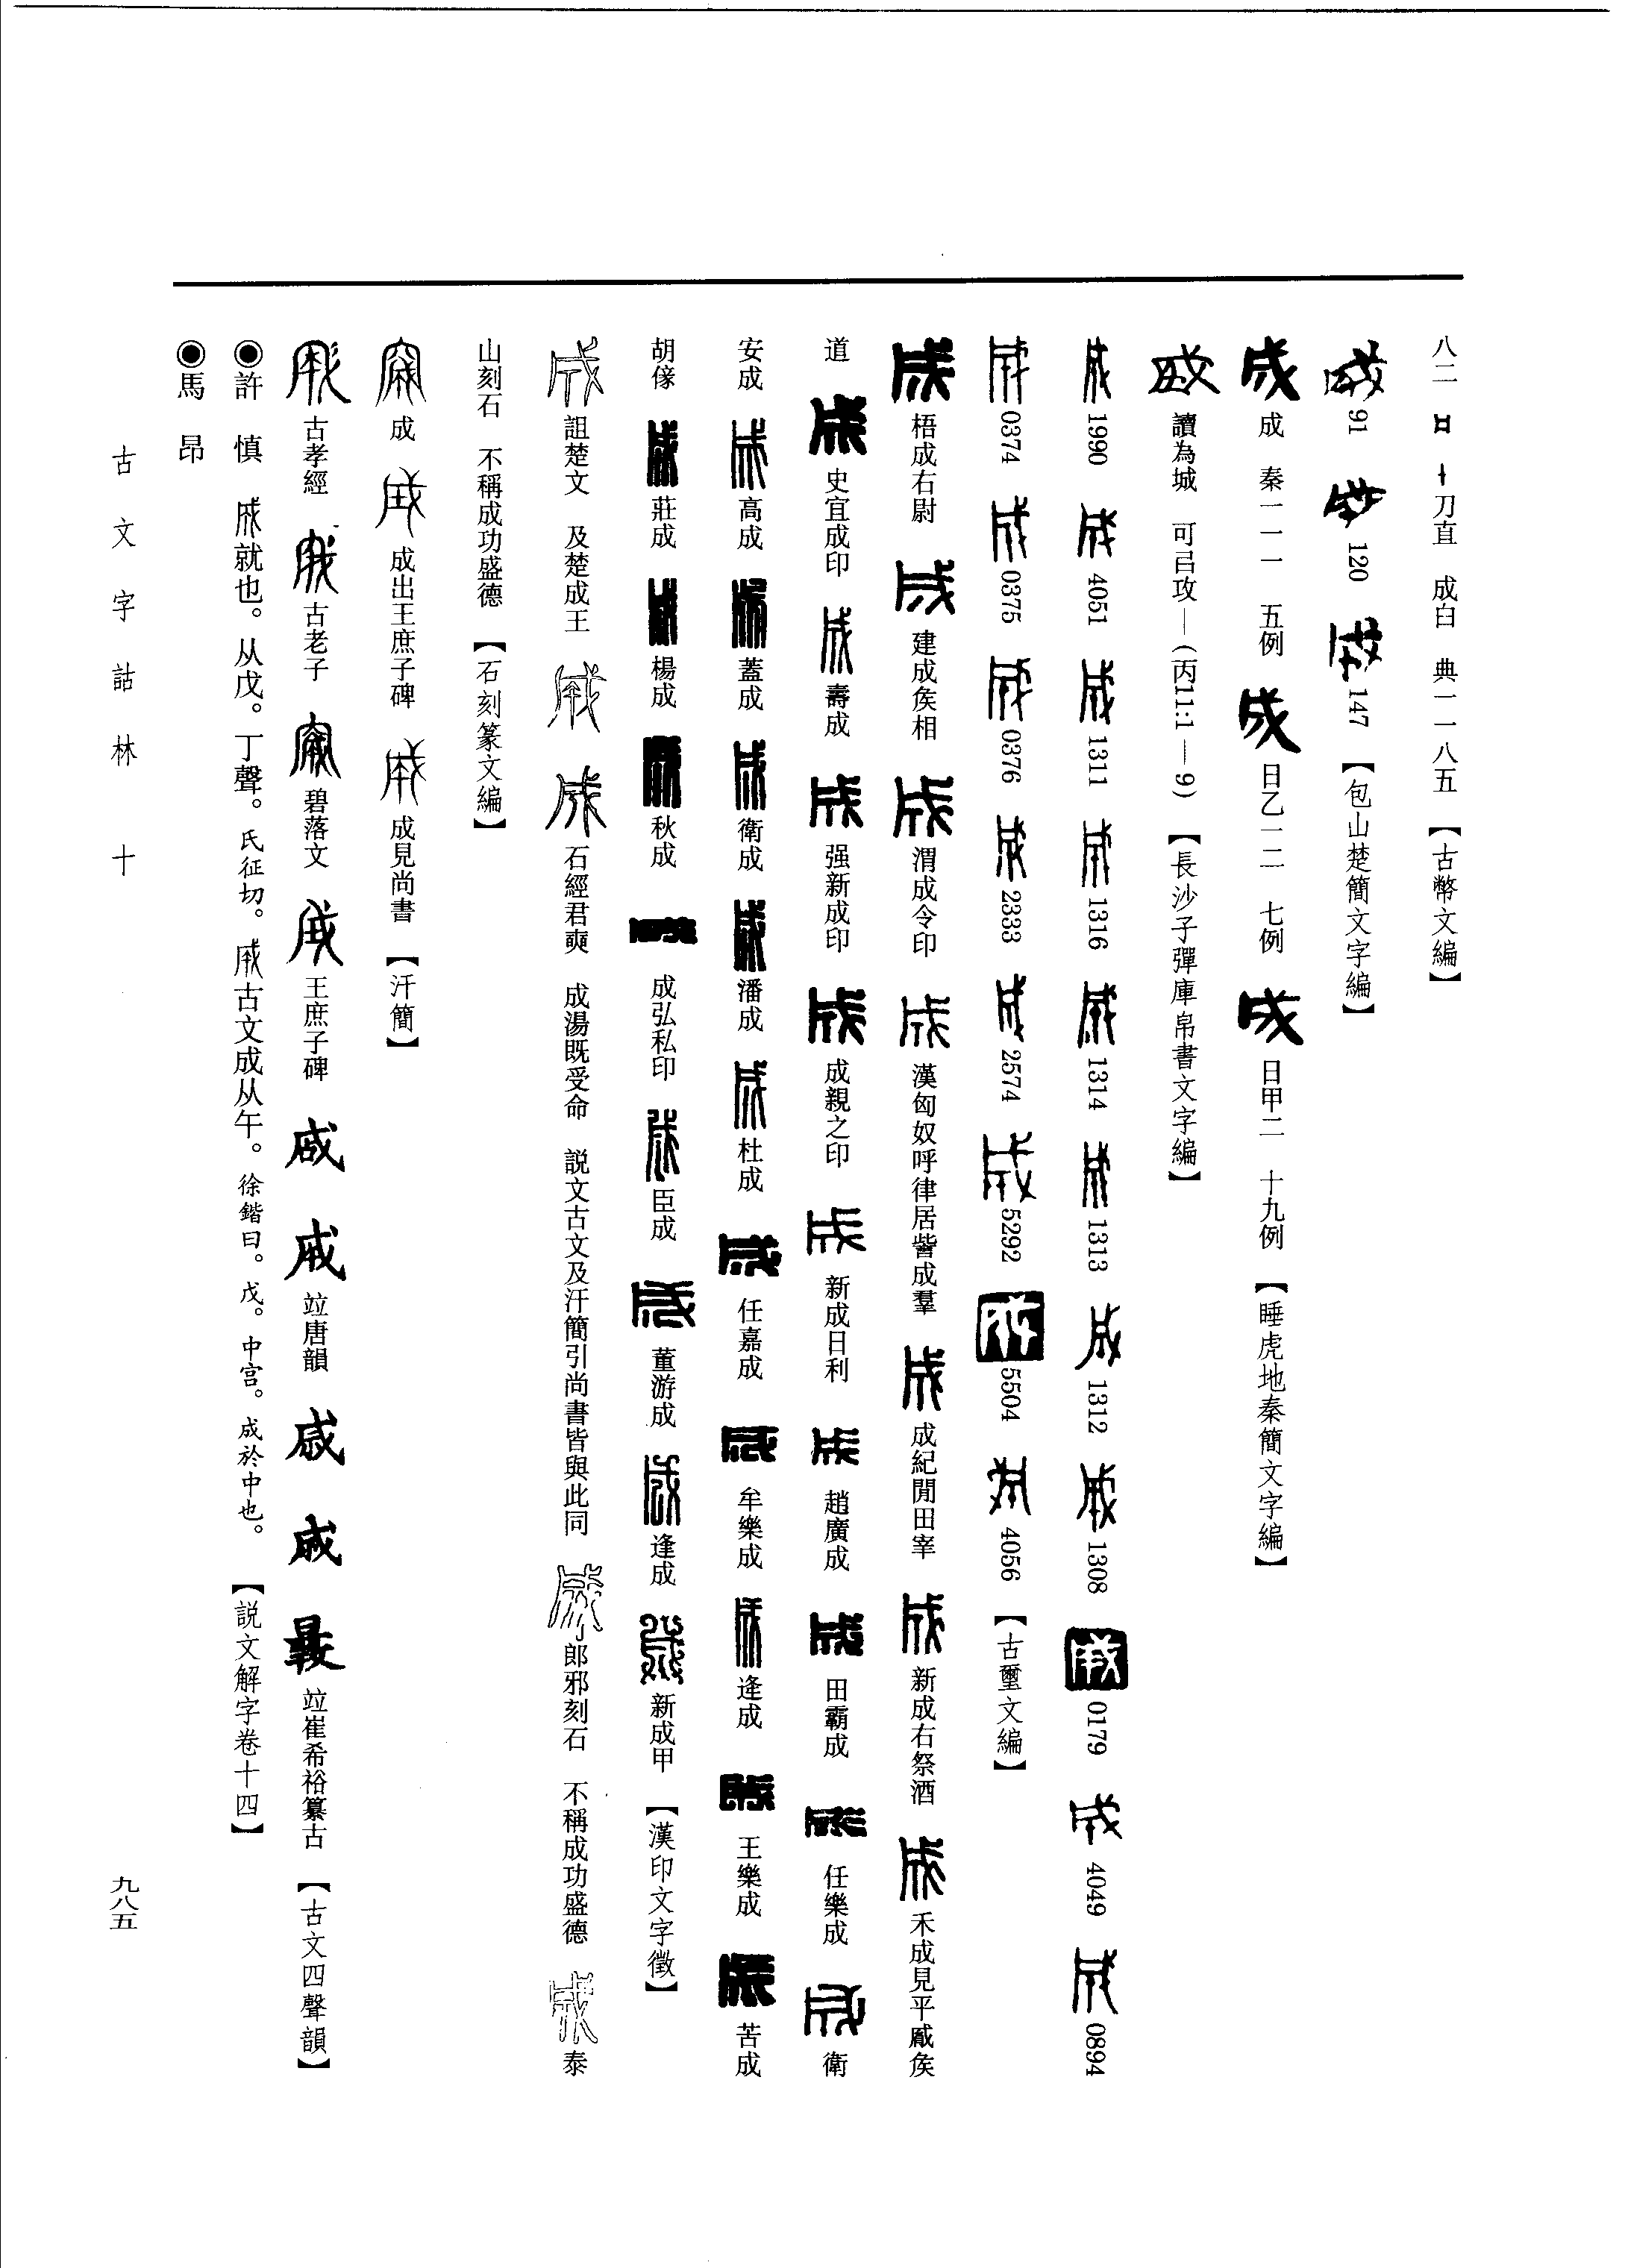 八二　刀直　成白　典一一八五　【古幣文編】
91　120　147　【包山楚簡文字編】
成　秦一一一　五例　日乙一二　七例　日甲二　十九例　【睡虎地秦簡文字編】
讀為城　可㠯攻—(丙11:1—9)　【長沙子彈庫帛書文字編】
1990　4051　1311　1316　1314　1313　1312　1308　0179　4049　0894
0374　0375　0376　2333　2574　5292　5504　4056　【古璽文編】
梧成右尉　建成矦相　渭成令印　漢匈奴呼律居訾成羣　成紀閒田宰　新成右祭酒　禾成見平　矦
道　史宜成印　壽成　强新成印　成親之印　新成日利　趙廣成　田霸成　任樂成　衛
安成　高成　蓋成　衛成　潘成　杜成　任嘉成　牟樂成　逢成　王樂成　苦成
胡傢　莊成　楊成　秋成　成弘私印　臣成　董游成　逢成　新成甲　【漢印文字徵】
詛楚文　及楚成王　石經君奭　成湯既受命　説文古文及汗簡引尚書皆與此同　郎邪刻石　不稱成功盛德　泰
山刻石　不稱成功盛德　【石刻篆文編】
成　成出王庶子碑　成見尚書　【汗簡】
古孝經　古老子　碧落文　王庶子碑　竝唐韻　竝崔希裕纂古　【古文四聲韻】
◉許　慎　就也。从戊。丁聲。氏征切。古文成从午。徐鍇曰。戊。中宫。成於中也。　【説文解字卷十四】
◉馬　昂
古文字詁林　十
九八五